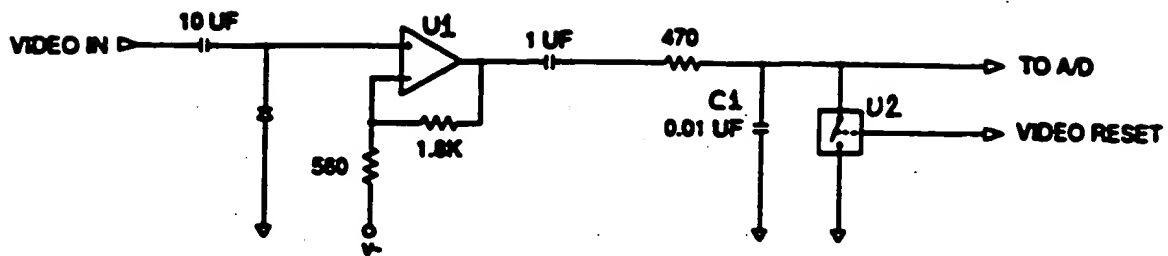 10 UF
VIDEO IN
U1
1 UF
470
TO A/D
C1
0.01 UF
U2
VIDEO RESET
1.8K
560
V-